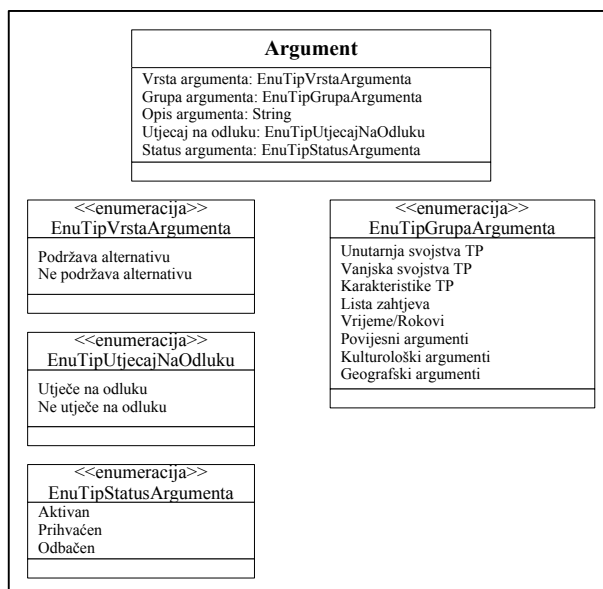 Argument
Vrsta argumenta: EnuTipVrstaArgumenta
Grupa argumenta: EnuTipGrupaArgumenta
Opis argumenta: String
Utjecaj na odluku: EnuTipUtjecajNaOdluku
Status argumenta: EnuTipStatusArgumenta
<<enumeracija>>
EnuTipVrstaArgumenta
Podržava alternativu
Ne podržava alternativu
<<enumeracija>>
EnuTipGrupaArgumenta
Unutarnja svojstva TP
Vanjska svojstva TP
Karakteristike TP
Lista zahtjeva
Vrijeme/Rokovi
Povijesni argumenti
Kulturološki argumenti
Geografski argumenti
<<enumeracija>>
EnuTipUtjecajNaOdluku
Utječe na odluku
Ne utječe na odluku
<<enumeracija>>
EnuTipStatusArgumenta
Aktivan
Prihvaćen
Odbačen